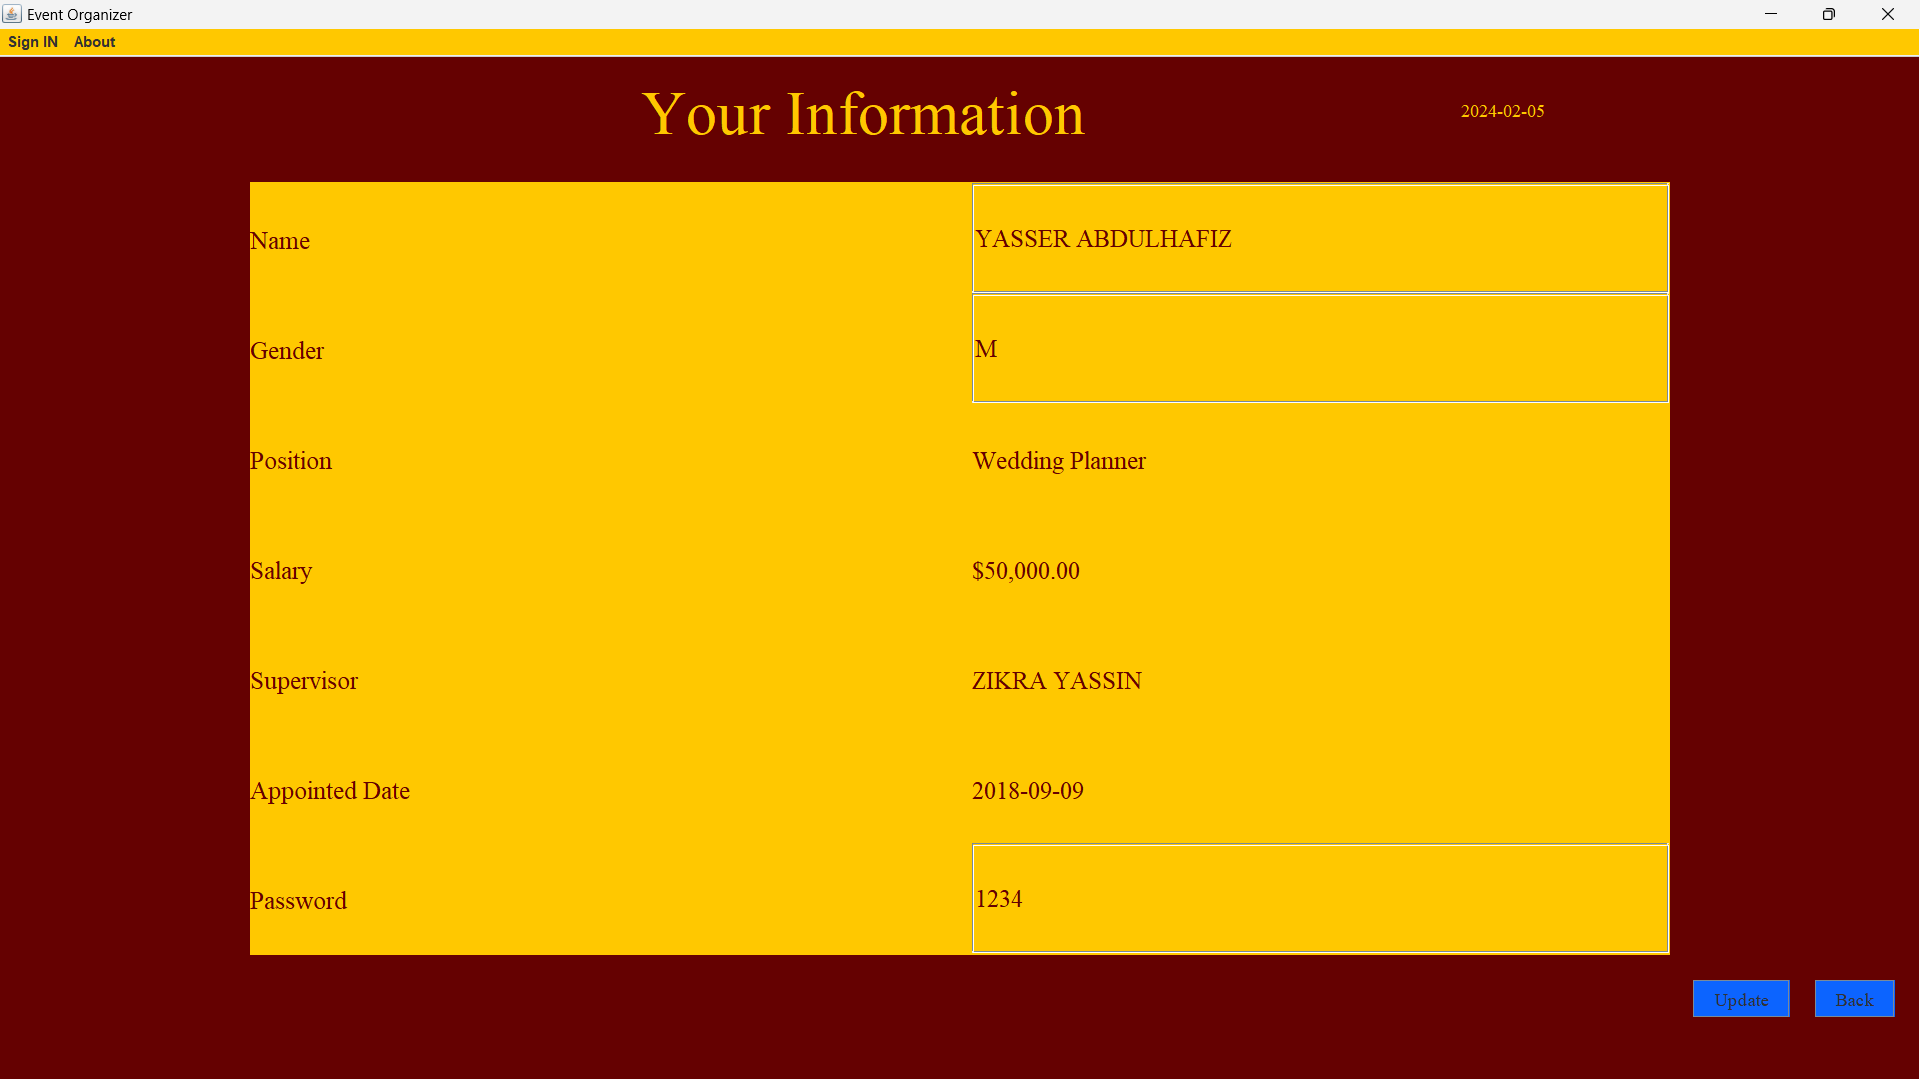 Event Organizer
Sign IN About
Your Information 2024-02-05
Name YASSER ABDULHAFIZ
Gender M
Position Wedding Planner
Salary $50,000.00
Supervisor ZIKRA YASSIN
Appointed Date 2018-09-09
Password 1234
Update Back